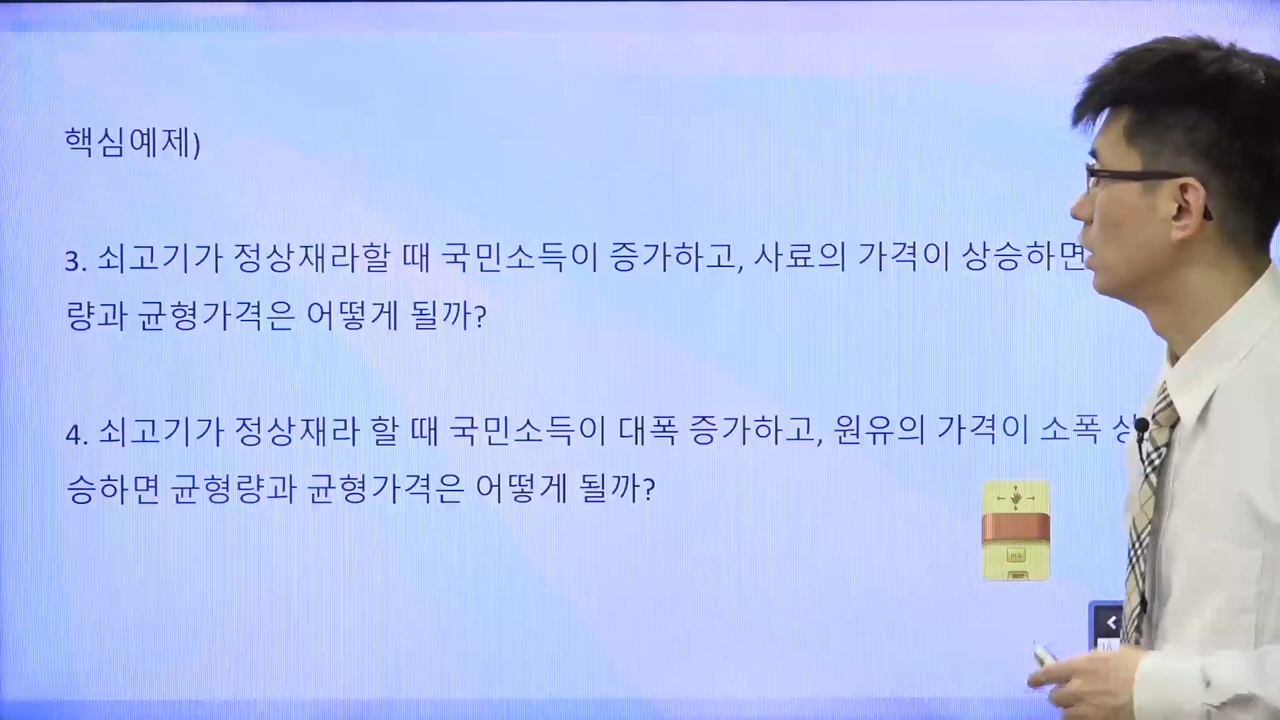 핵심예제)
3. 쇠고기가 정상재라할 때 국민소득이 증가하고, 사료의 가격이 상승하면
량과 균형가격은 어떻게 될까?
4. 쇠고기가 정상재라 할 때 국민소득이 대폭 증가하고, 원유의 가격이 소폭 상
승하면 균형량과 균형가격은 어떻게 될까?